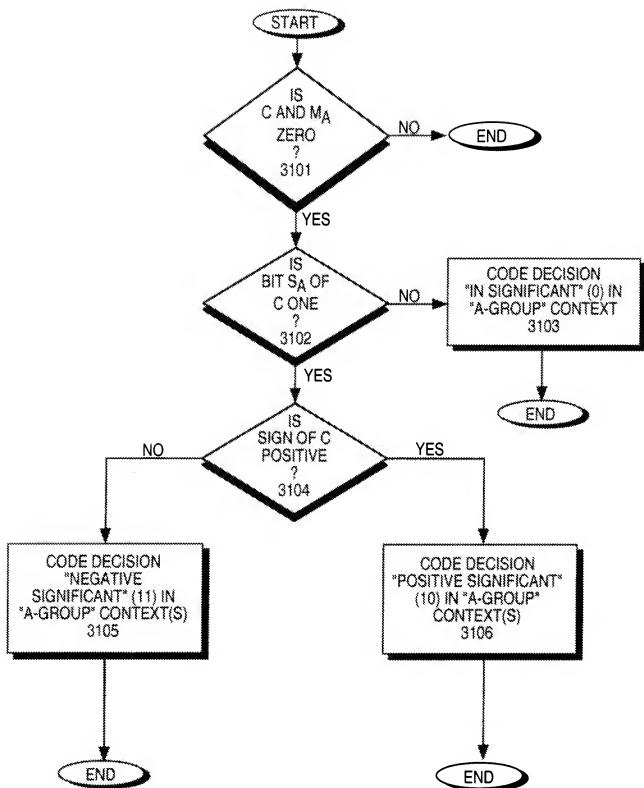 START
IS
C AND MA
ZERO
?
3101
NO
END
YES
IS
BIT SA OF
C ONE
?
3102
NO
CODE DECISION
"IN SIGNIFICANT" (0) IN
"A-GROUP" CONTEXT
3103
END
YES
IS
SIGN OF C
POSITIVE
?
3104
NO
YES
CODE DECISION
"NEGATIVE
SIGNIFICANT" (11) IN
"A-GROUP" CONTEXT(S)
3105
CODE DECISION
"POSITIVE SIGNIFICANT"
(10) IN "A-GROUP"
CONTEXT(S)
3106
END
END